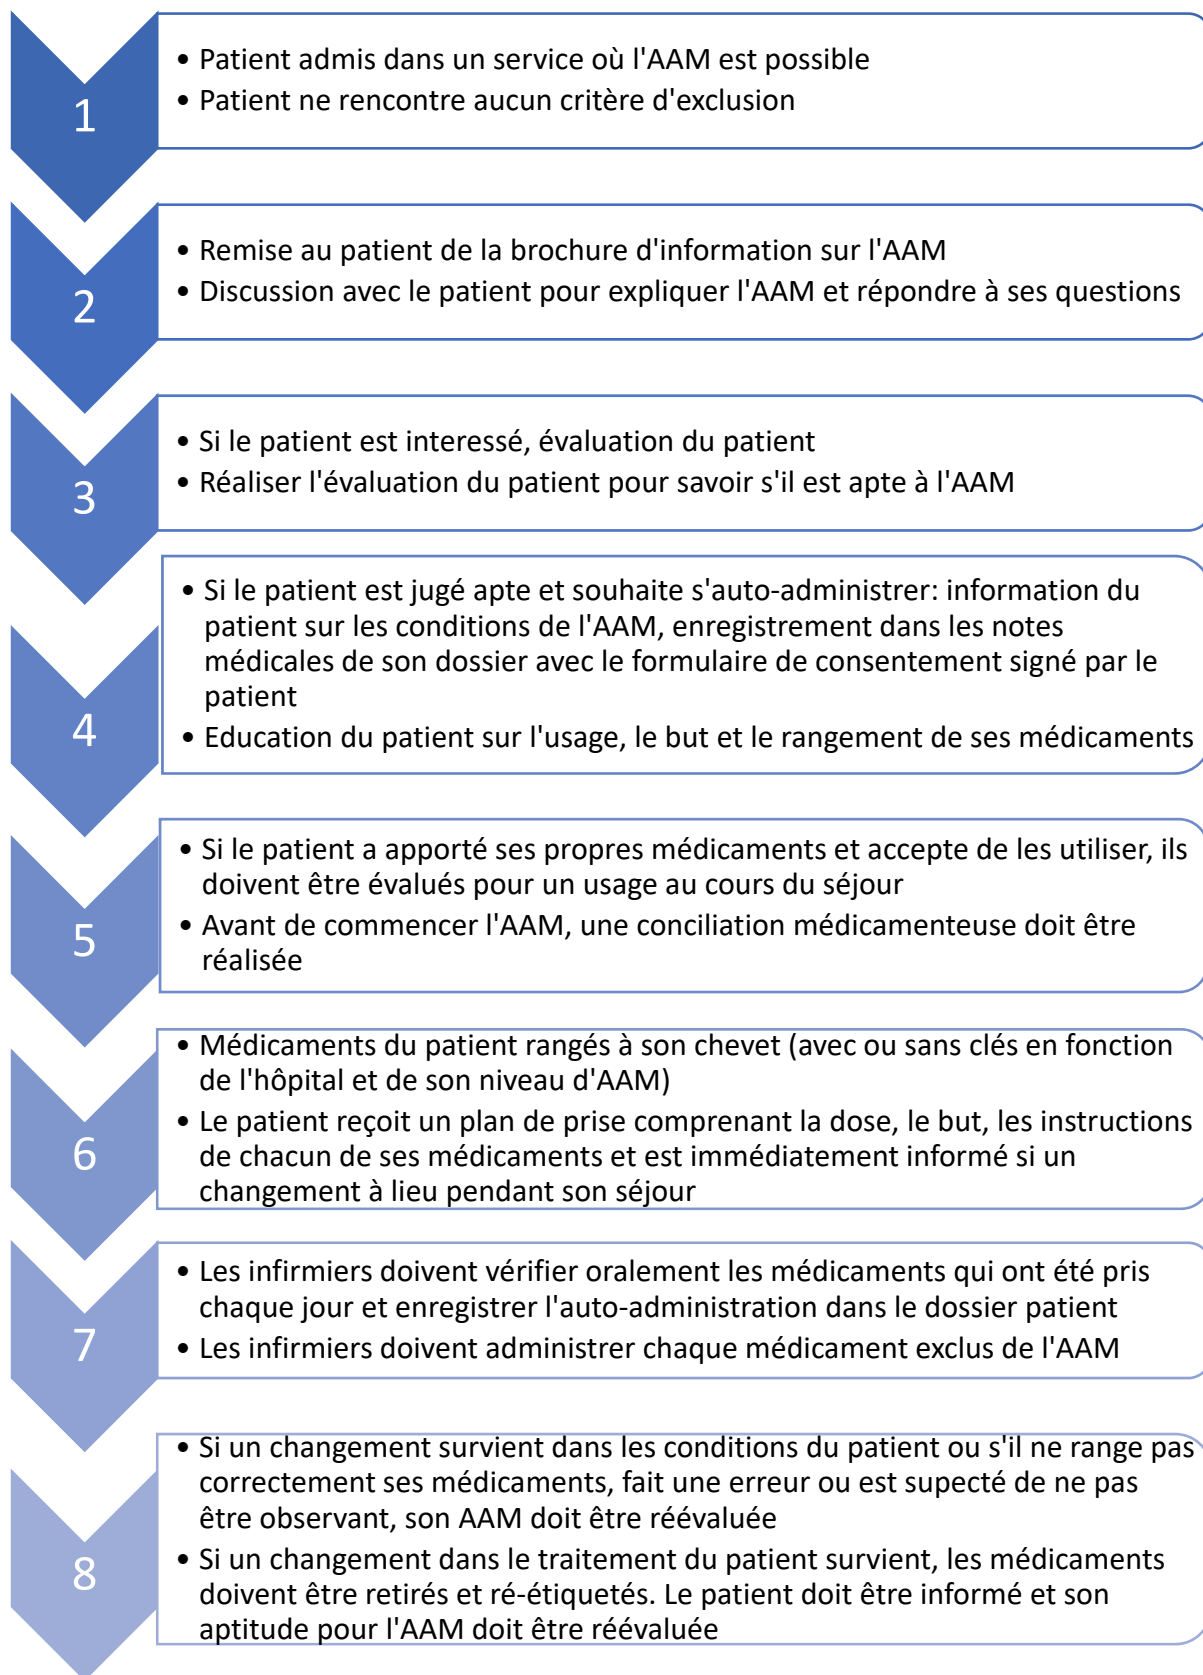 1
• Patient admis dans un service où l'AAM est possible
• Patient ne rencontre aucun critère d'exclusion
2
• Remise au patient de la brochure d'information sur l'AAM
• Discussion avec le patient pour expliquer l'AAM et répondre à ses questions
3
• Si le patient est interessé, évaluation du patient
• Réaliser l'évaluation du patient pour savoir s'il est apte à l'AAM
4
• Si le patient est jugé apte et souhaite s'auto-administrer: information du
patient sur les conditions de l'AAM, enregistrement dans les notes
médicales de son dossier avec le formulaire de consentement signé par le
patient
• Education du patient sur l'usage, le but et le rangement de ses médicaments
5
• Si le patient a apporté ses propres médicaments et accepte de les utiliser, ils
doivent être évalués pour un usage au cours du séjour
• Avant de commencer l'AAM, une conciliation médicamenteuse doit être
réalisée
6
• Médicaments du patient rangés à son chevet (avec ou sans clés en fonction
de l'hôpital et de son niveau d'AAM)
• Le patient reçoit un plan de prise comprenant la dose, le but, les instructions
de chacun de ses médicaments et est immédiatement informé si un
changement à lieu pendant son séjour
7
• Les infirmiers doivent vérifier oralement les médicaments qui ont été pris
chaque jour et enregistrer l'auto-administration dans le dossier patient
• Les infirmiers doivent administrer chaque médicament exclus de l'AAM
8
• Si un changement survient dans les conditions du patient ou s'il ne range pas
correctement ses médicaments, fait une erreur ou est supecté de ne pas
être observant, son AAM doit être réévaluée
• Si un changement dans le traitement du patient survient, les médicaments
doivent être retirés et ré-étiquetés. Le patient doit être informé et son
aptitude pour l'AAM doit être réévaluée